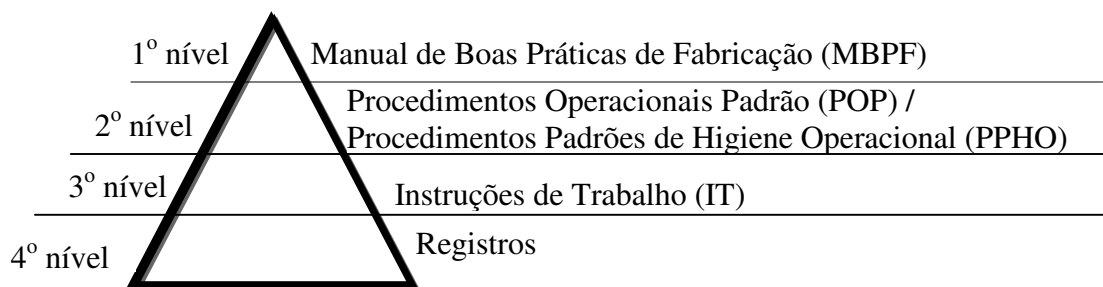 1º nível
Manual de Boas Práticas de Fabricação (MBPF)
2º nível
Procedimentos Operacionais Padrão (POP) /
Procedimentos Padrões de Higiene Operacional (PPHO)
3º nível
Instruções de Trabalho (IT)
4º nível
Registros